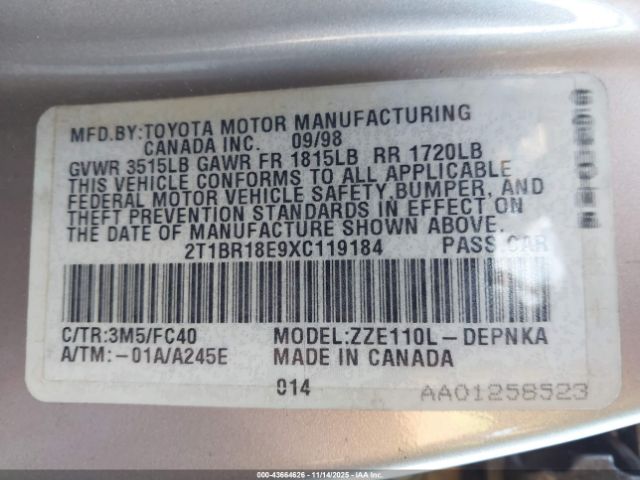 MFD.BY:TOYOTA MOTOR MANUFACTURING
CANADA INC. 09/98
GVWR 3515LB GAWR FR 1815LB RR 1720LB
THIS VEHICLE CONFORMS TO ALL APPLICABLE
FEDERAL MOTOR VEHICLE SAFETY, BUMPER, AND
THEFT PREVENTION STANDARDS IN EFFECT ON
THE DATE OF MANUFACTURE SHOWN ABOVE.
2T1BR18E9XC119184 PASS.CAR
C/TR:3M5/FC40 MODEL:ZZE110L-DEPNKA
A/TM:-01A/A245E MADE IN CANADA
014 AA01258523
000-43664626 - 11/14/2025 - IAAI.COM